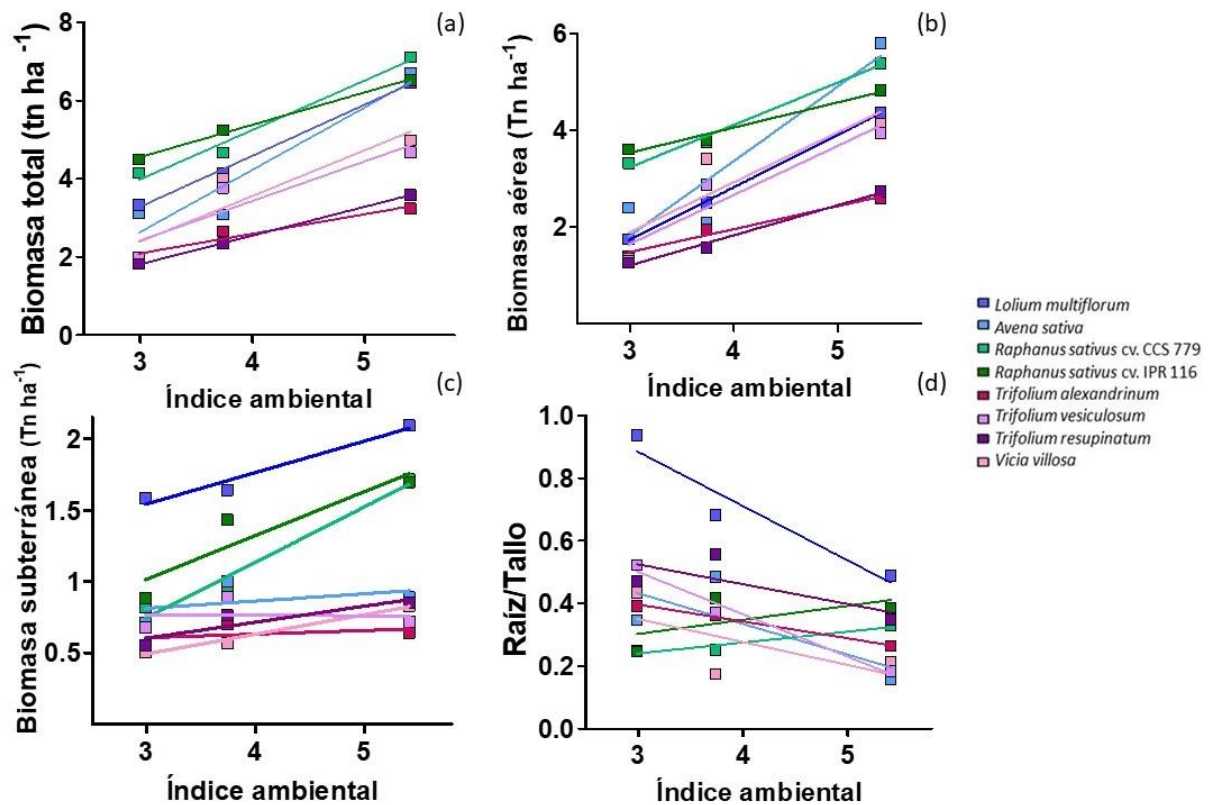 (a)
Biomasa total (tn ha -1)
8
6
4
2
0
3 4 5
Índice ambiental
(b)
Biomasa aérea (Tn ha-1)
6
4
2
3 4 5
Índice ambiental
Lolium multiflorum
Avena sativa
Raphanus sativus cv. CCS 779
Raphanus sativus cv. IPR 116
Trifolium alexandrinum
Trifolium vesiculosum
Trifolium resupinatum
Vicia villosa
(c)
Biomasa subterránea (Tn ha-1)
2
1.5
1
0.5
3 4 5
Índice ambiental
(d)
Raíz/Tallo
1.0
0.8
0.6
0.4
0.2
0.0
3 4 5
Índice ambiental